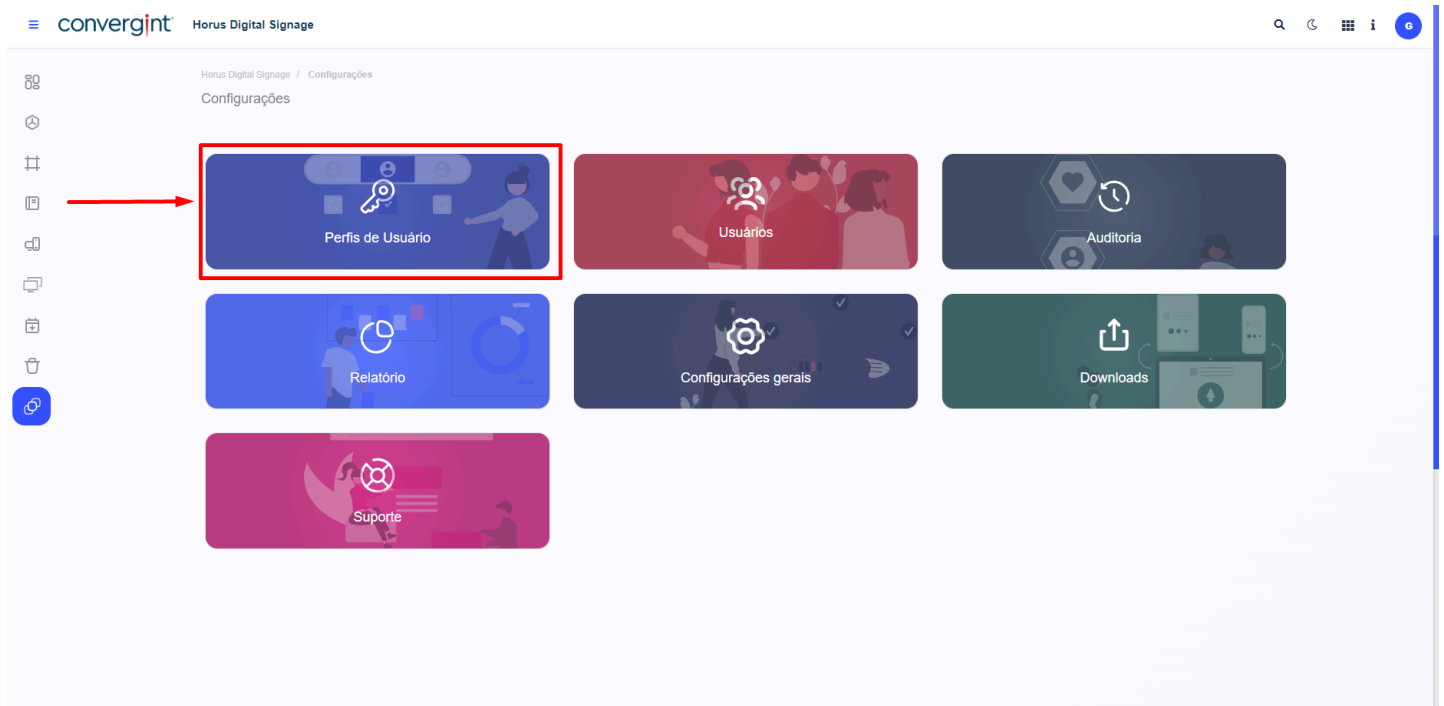 convergint
Horus Digital Signage
G
Horus Digital Signage / Configurações
Configurações
Perfis de Usuário
Usuários
Auditoria
Relatório
Configurações gerais
Downloads
Suporte